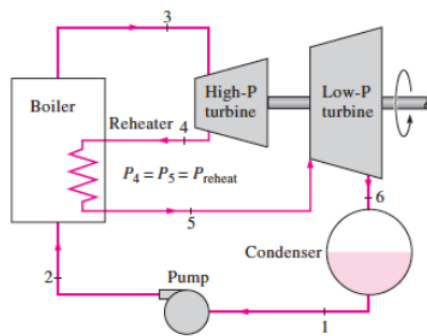 3
Boiler
High-P
turbine
Low-P
turbine
Reheater
4
P4 = P5 = Preheat
5
6
Condenser
2
Pump
1